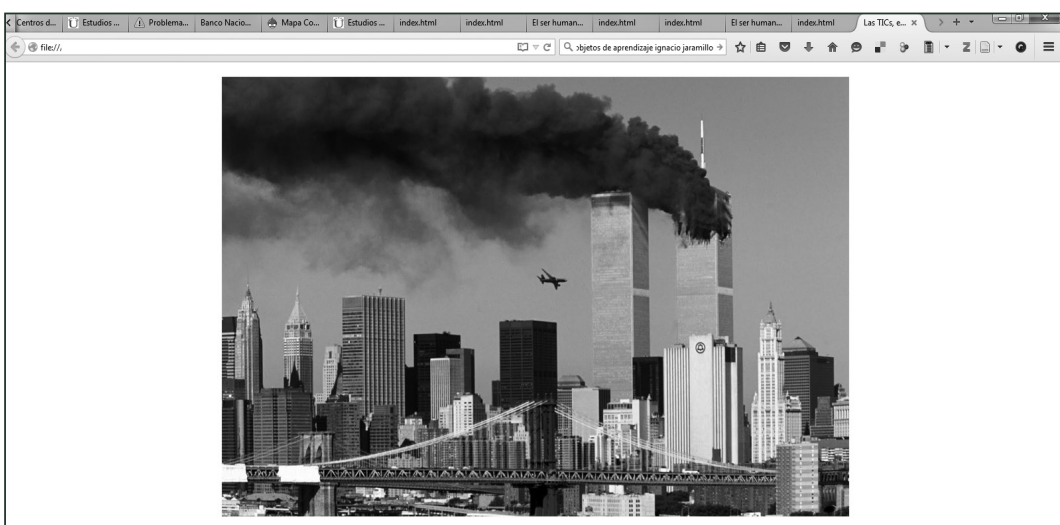 Centros d...
Estudios ...
Problema...
Banco Nacio...
Mapa Co...
Estudios ...
index.html
index.html
El ser human...
index.html
index.html
El ser human...
index.html
Las TICs, e...
file:///
objetos de aprendizaje ignacio jaramillo